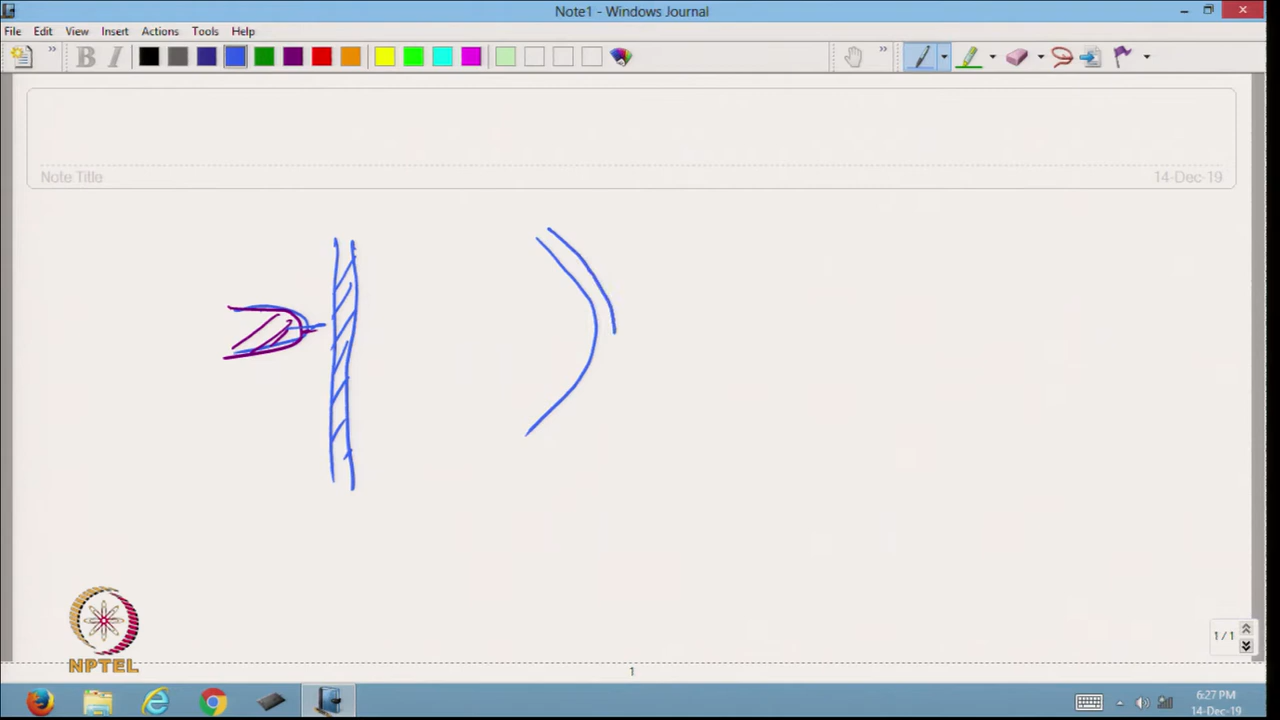 Note1 - Windows Journal
File Edit View Insert Actions Tools Help
B I
Note Title
14-Dec-19
NPTEL
1 / 1
1
6:27 PM
14-Dec-19